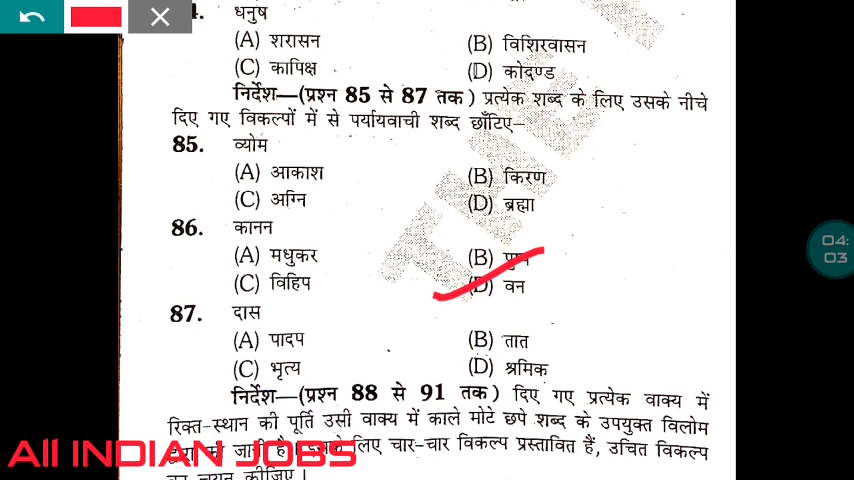 धनुष
(A) शरासन (B) विशिरवासन
(C) कापिक्ष (D) कोदण्ड
निर्देश—(प्रश्न 85 से 87 तक) प्रत्येक शब्द के लिए उसके नीचे
दिए गए विकल्पों में से पर्यायवाची शब्द छाँटिए–
85. व्योम
(A) आकाश (B) किरण
(C) अग्नि (D) ब्रह्मा
86. कानन
(A) मधुकर (B)
(C) विहिप (D) वन
87. दास
(A) पादप (B) तात
(C) भृत्य (D) श्रमिक
निर्देश—(प्रश्न 88 से 91 तक) दिए गए प्रत्येक वाक्य में
रिक्त-स्थान की पूर्ति उसी वाक्य में काले मोटे छपे शब्द के उपयुक्त विलोम
जानी है। लिए चार-चार विकल्प प्रस्तावित हैं, उचित विकल्प
कीजिए।
All INDIAN JOBS
04:
03